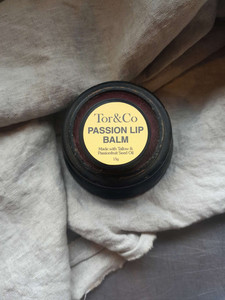 Tor&Co
PASSION LIP
BALM
Made with Tallow &
Passionfruit Seed Oil
15g